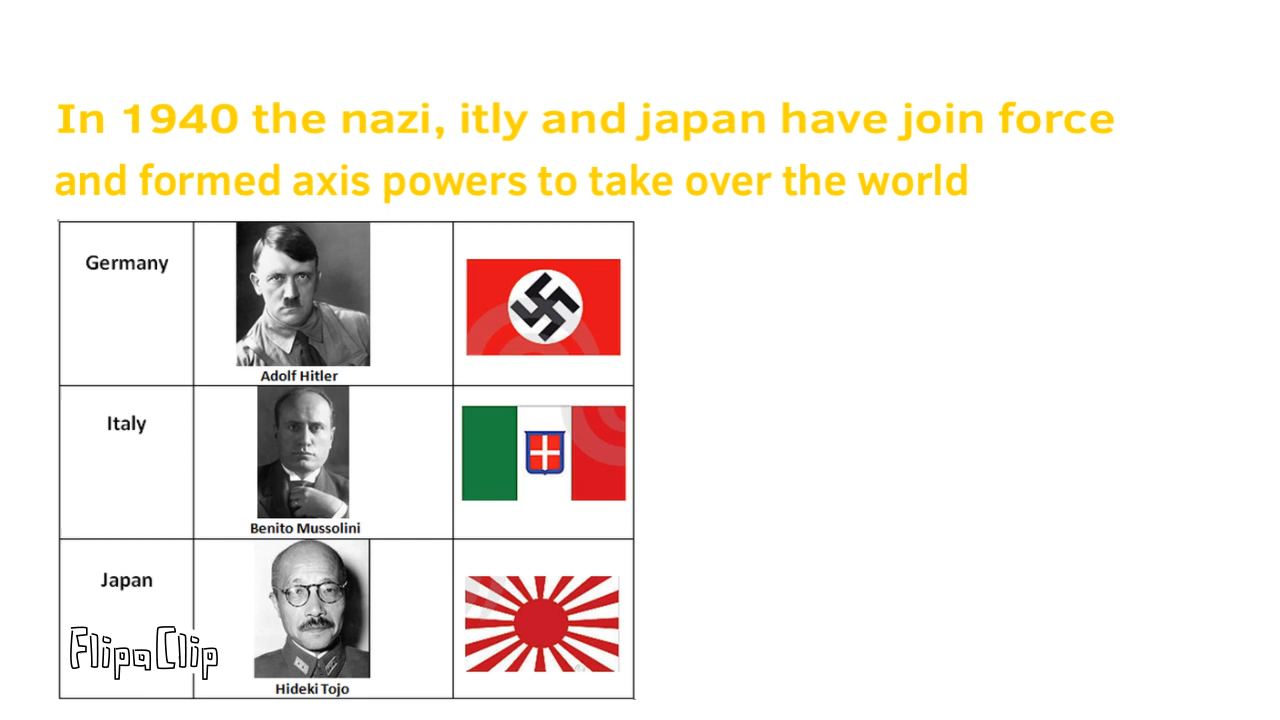 In 1940 the nazi, itly and japan have join force
and formed axis powers to take over the world
Germany
Adolf Hitler
Italy
Benito Mussolini
Japan
FlipaClip
Hideki Tojo